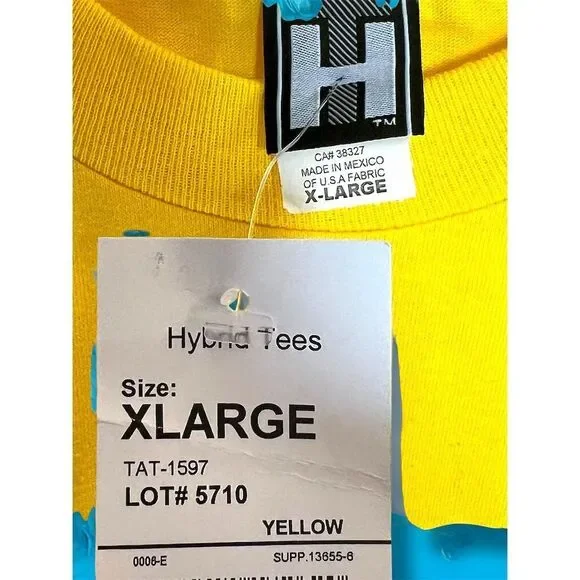 H
TM
CA# 38327
MADE IN MEXICO
OF U.S.A FABRIC
X-LARGE
Hybrid Tees
Size:
XLARGE
TAT-1597
LOT# 5710
YELLOW
0006-E SUPP.13655-6